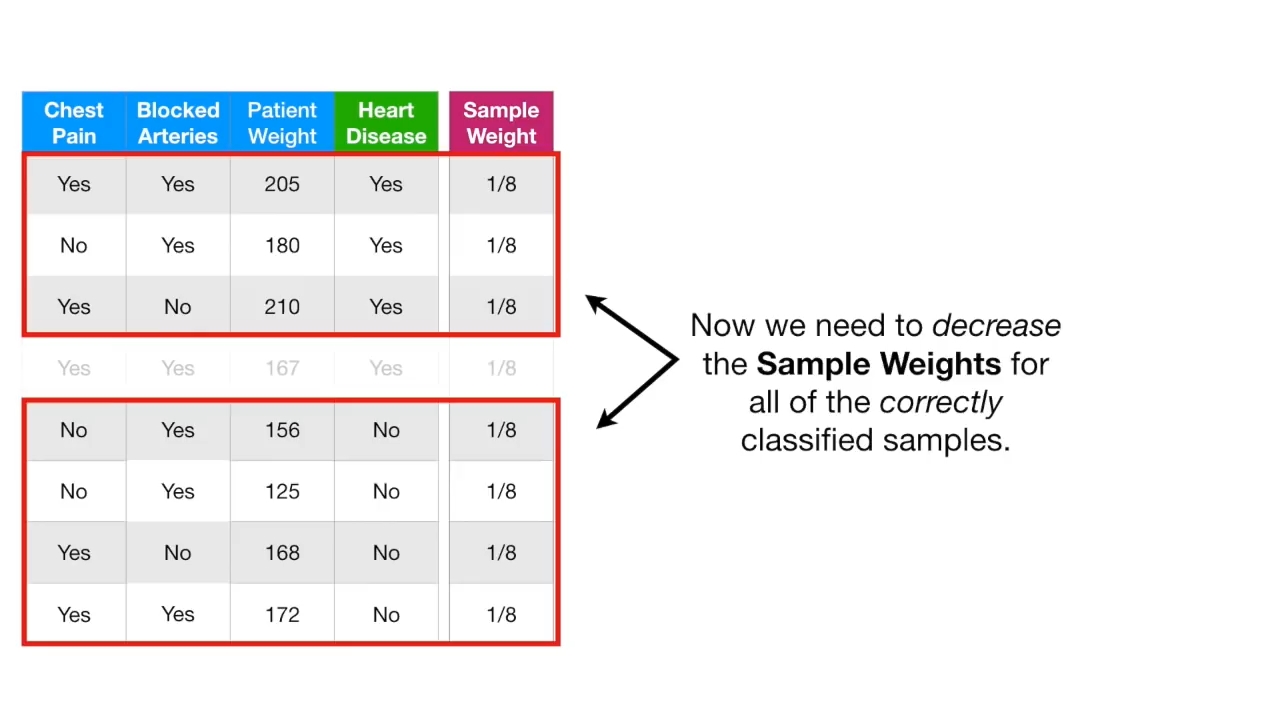 Chest Pain Blocked Arteries Patient Weight Heart Disease Sample Weight
Yes Yes 205 Yes 1/8
No Yes 180 Yes 1/8
Yes No 210 Yes 1/8
Yes Yes 167 Yes 1/8
No Yes 156 No 1/8
No Yes 125 No 1/8
Yes No 168 No 1/8
Yes Yes 172 No 1/8
Now we need to decrease
the Sample Weights for
all of the correctly
classified samples.